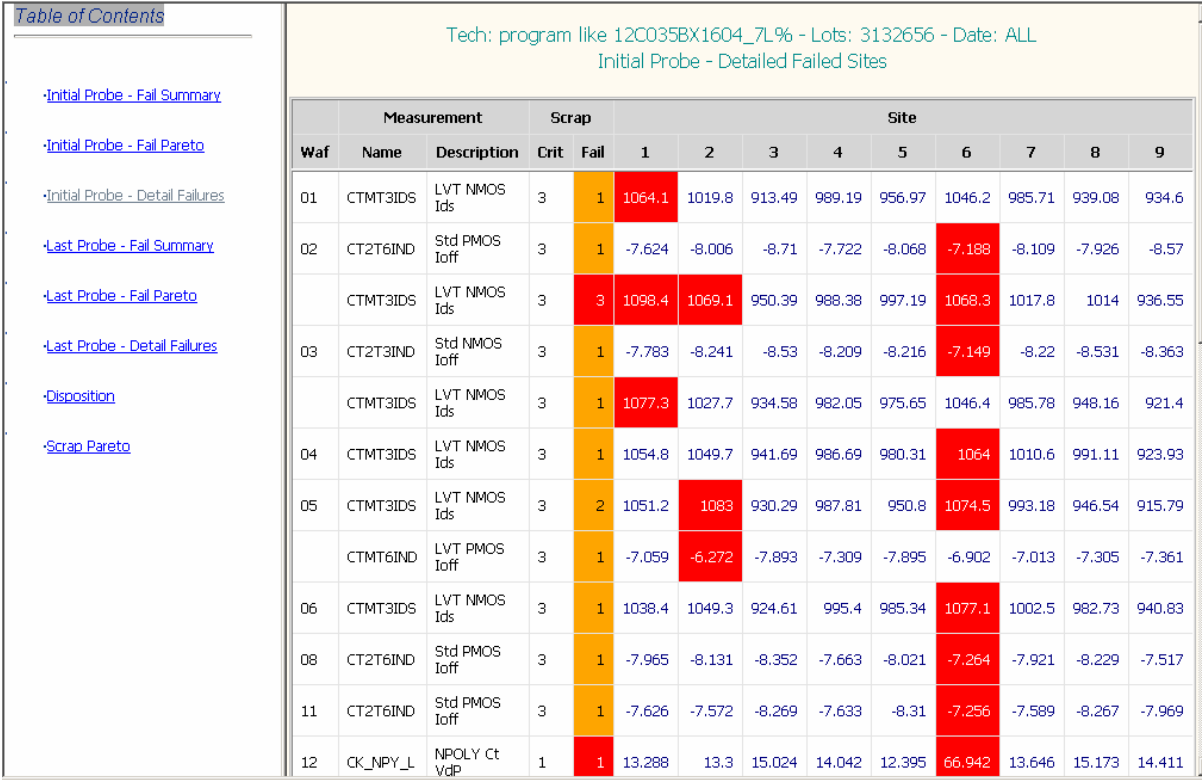 Table of Contents
·Initial Probe - Fail Summary
·Initial Probe - Fail Pareto
·Initial Probe - Detail Failures
·Last Probe - Fail Summary
·Last Probe - Fail Pareto
·Last Probe - Detail Failures
·Disposition
·Scrap Pareto
Tech: program like 12C035BX1604_7L% - Lots: 3132656 - Date: ALL
Initial Probe - Detailed Failed Sites
Measurement Scrap Site
Waf Name Description Crit Fail 1 2 3 4 5 6 7 8 9
01 CTMT3IDS LVT NMOS Ids 3 1 1064.1 1019.8 913.49 989.19 956.97 1046.2 985.71 939.08 934.6
02 CT2T6IND Std PMOS Ioff 3 1 -7.624 -8.006 -8.71 -7.722 -8.068 -7.188 -8.109 -7.926 -8.57
CTMT3IDS LVT NMOS Ids 3 3 1098.4 1069.1 950.39 988.38 997.19 1068.3 1017.8 1014 936.55
03 CT2T3IND Std NMOS Ioff 3 1 -7.783 -8.241 -8.53 -8.209 -8.216 -7.149 -8.22 -8.531 -8.363
CTMT3IDS LVT NMOS Ids 3 1 1077.3 1027.7 934.58 982.05 975.65 1046.4 985.78 948.16 921.4
04 CTMT3IDS LVT NMOS Ids 3 1 1054.8 1049.7 941.69 986.69 980.31 1064 1010.6 991.11 923.93
05 CTMT3IDS LVT NMOS Ids 3 2 1051.2 1083 930.29 987.81 950.8 1074.5 993.18 946.54 915.79
CTMT6IND LVT PMOS Ioff 3 1 -7.059 -6.272 -7.893 -7.309 -7.895 -6.902 -7.013 -7.305 -7.361
06 CTMT3IDS LVT NMOS Ids 3 1 1038.4 1049.3 924.61 995.4 985.34 1077.1 1002.5 982.73 940.83
08 CT2T6IND Std PMOS Ioff 3 1 -7.965 -8.131 -8.352 -7.663 -8.021 -7.264 -7.921 -8.229 -7.517
11 CT2T6IND Std PMOS Ioff 3 1 -7.626 -7.572 -8.269 -7.633 -8.31 -7.256 -7.589 -8.267 -7.969
12 CK_NPY_L NPOLY Ct VdP 1 1 13.288 13.3 15.024 14.042 12.395 66.942 13.646 15.173 14.411